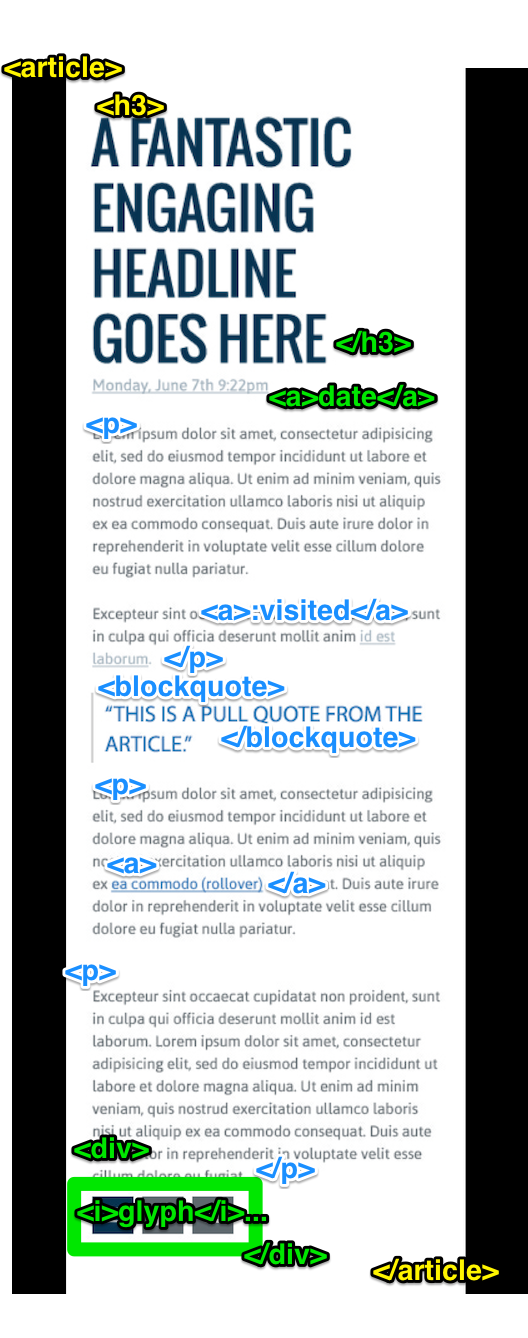 <article>
<h3>
A FANTASTIC
ENGAGING
HEADLINE
GOES HERE </h3>
Monday, June 7th 9:22pm
<a>date</a>
<p>
ipsum dolor sit amet, consectetur adipisicing
elit, sed do eiusmod tempor incididunt ut labore et
dolore magna aliqua. Ut enim ad minim veniam, quis
nostrud exercitation ullamco laboris nisi ut aliquip
ex ea commodo consequat. Duis aute irure dolor in
reprehenderit in voluptate velit esse cillum dolore
eu fugiat nulla pariatur.
Excepteur sint <a>:visited</a> sunt
in culpa qui officia deserunt mollit anim id est
laborum. </p>
<blockquote>
“THIS IS A PULL QUOTE FROM THE
ARTICLE.” </blockquote>
<p>
ipsum dolor sit amet, consectetur adipisicing
elit, sed do eiusmod tempor incididunt ut labore et
dolore magna aliqua. Ut enim ad minim veniam, quis
<a> ullamco laboris nisi ut aliquip
ex ea commodo (rollover) </a> Duis aute irure
dolor in reprehenderit in voluptate velit esse cillum
dolore eu fugiat nulla pariatur.
<p>
Excepteur sint occaecat cupidatat non proident, sunt
in culpa qui officia deserunt mollit anim id est
laborum. Lorem ipsum dolor sit amet, consectetur
adipisicing elit, sed do eiusmod tempor incididunt ut
labore et dolore magna aliqua. Ut enim ad minim
veniam, quis nostrud exercitation ullamco laboris
nisi ut aliquip ex ea commodo consequat. Duis aute
<div> dolor in reprehenderit in voluptate velit esse
cillum dolore eu fugiat </p>
<i>glyph</i>...
</div>
</article>